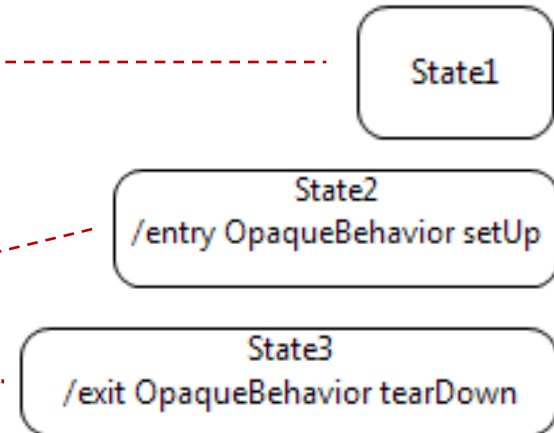 State1
State2
/entry OpaqueBehavior setUp
State3
/exit OpaqueBehavior tearDown